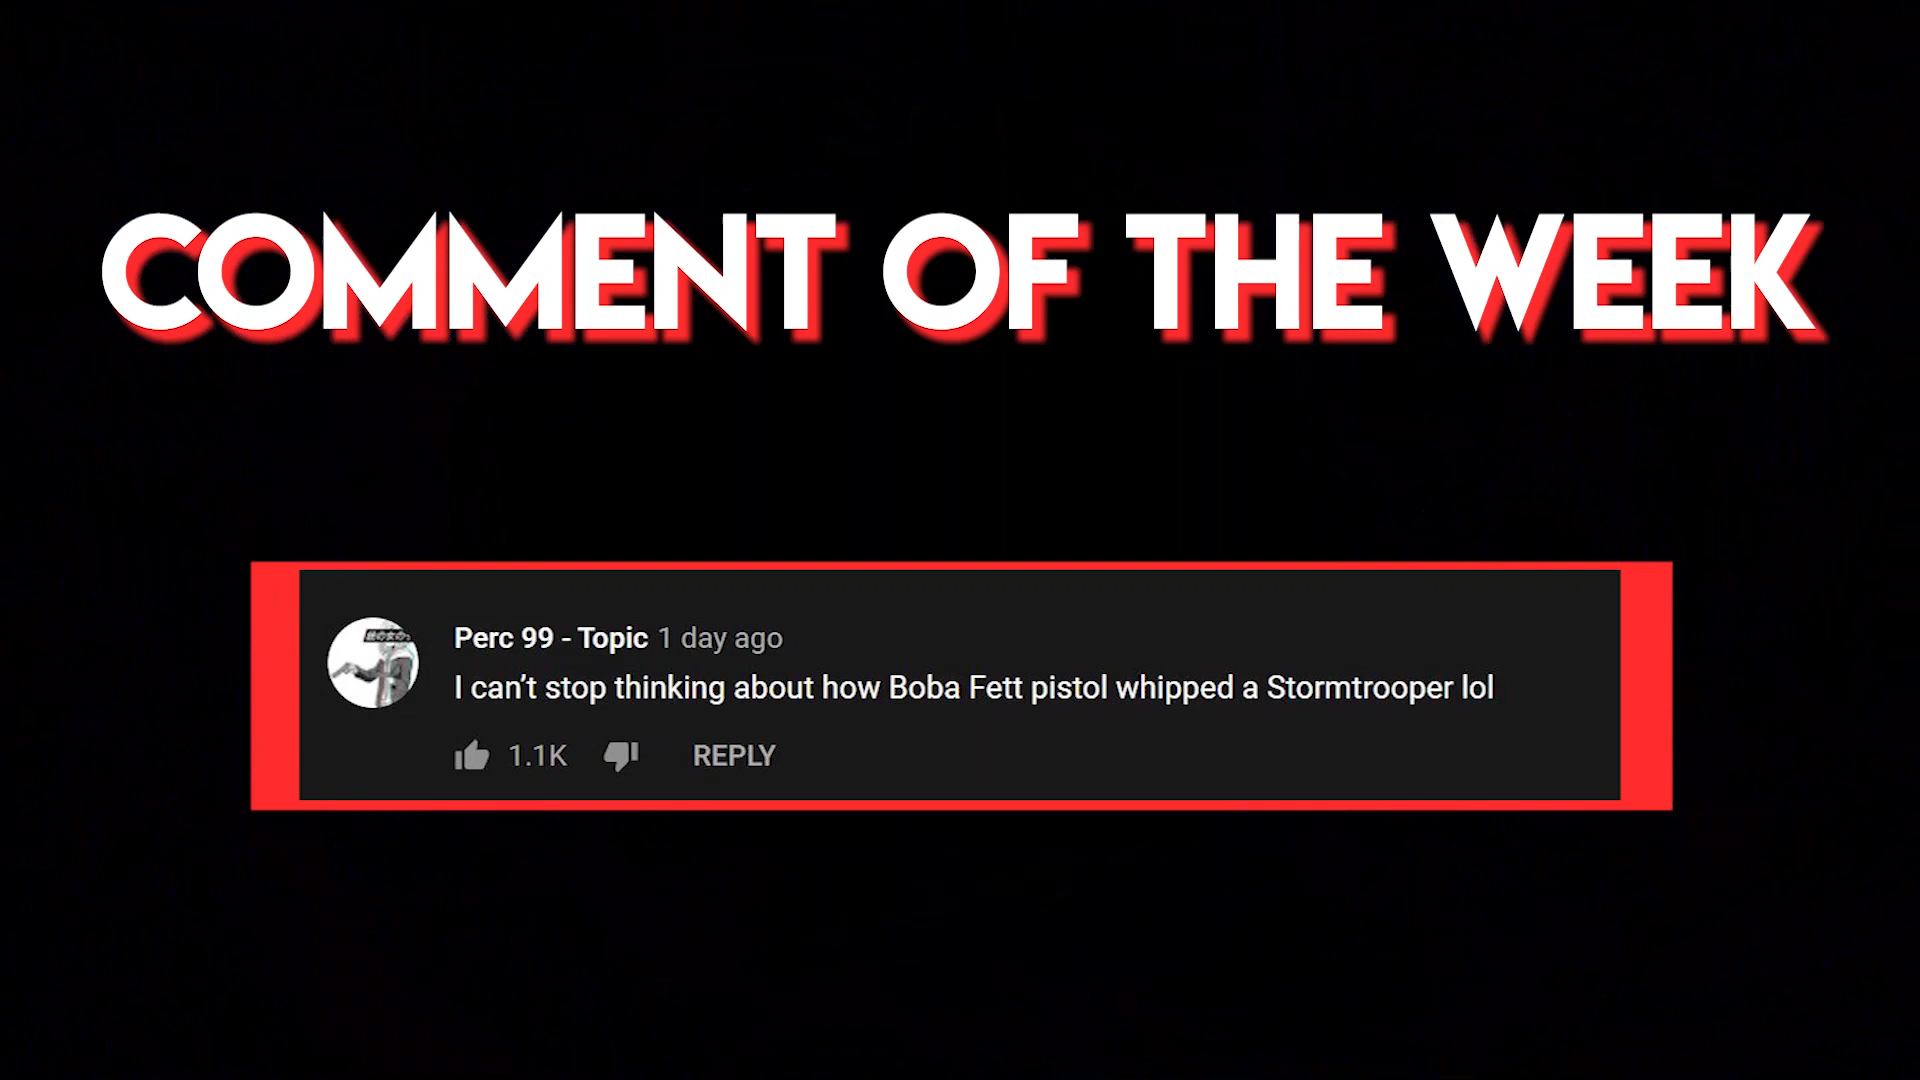 COMMENT OF THE WEEK
Perc 99 - Topic 1 day ago
I can’t stop thinking about how Boba Fett pistol whipped a Stormtrooper lol
1.1K REPLY